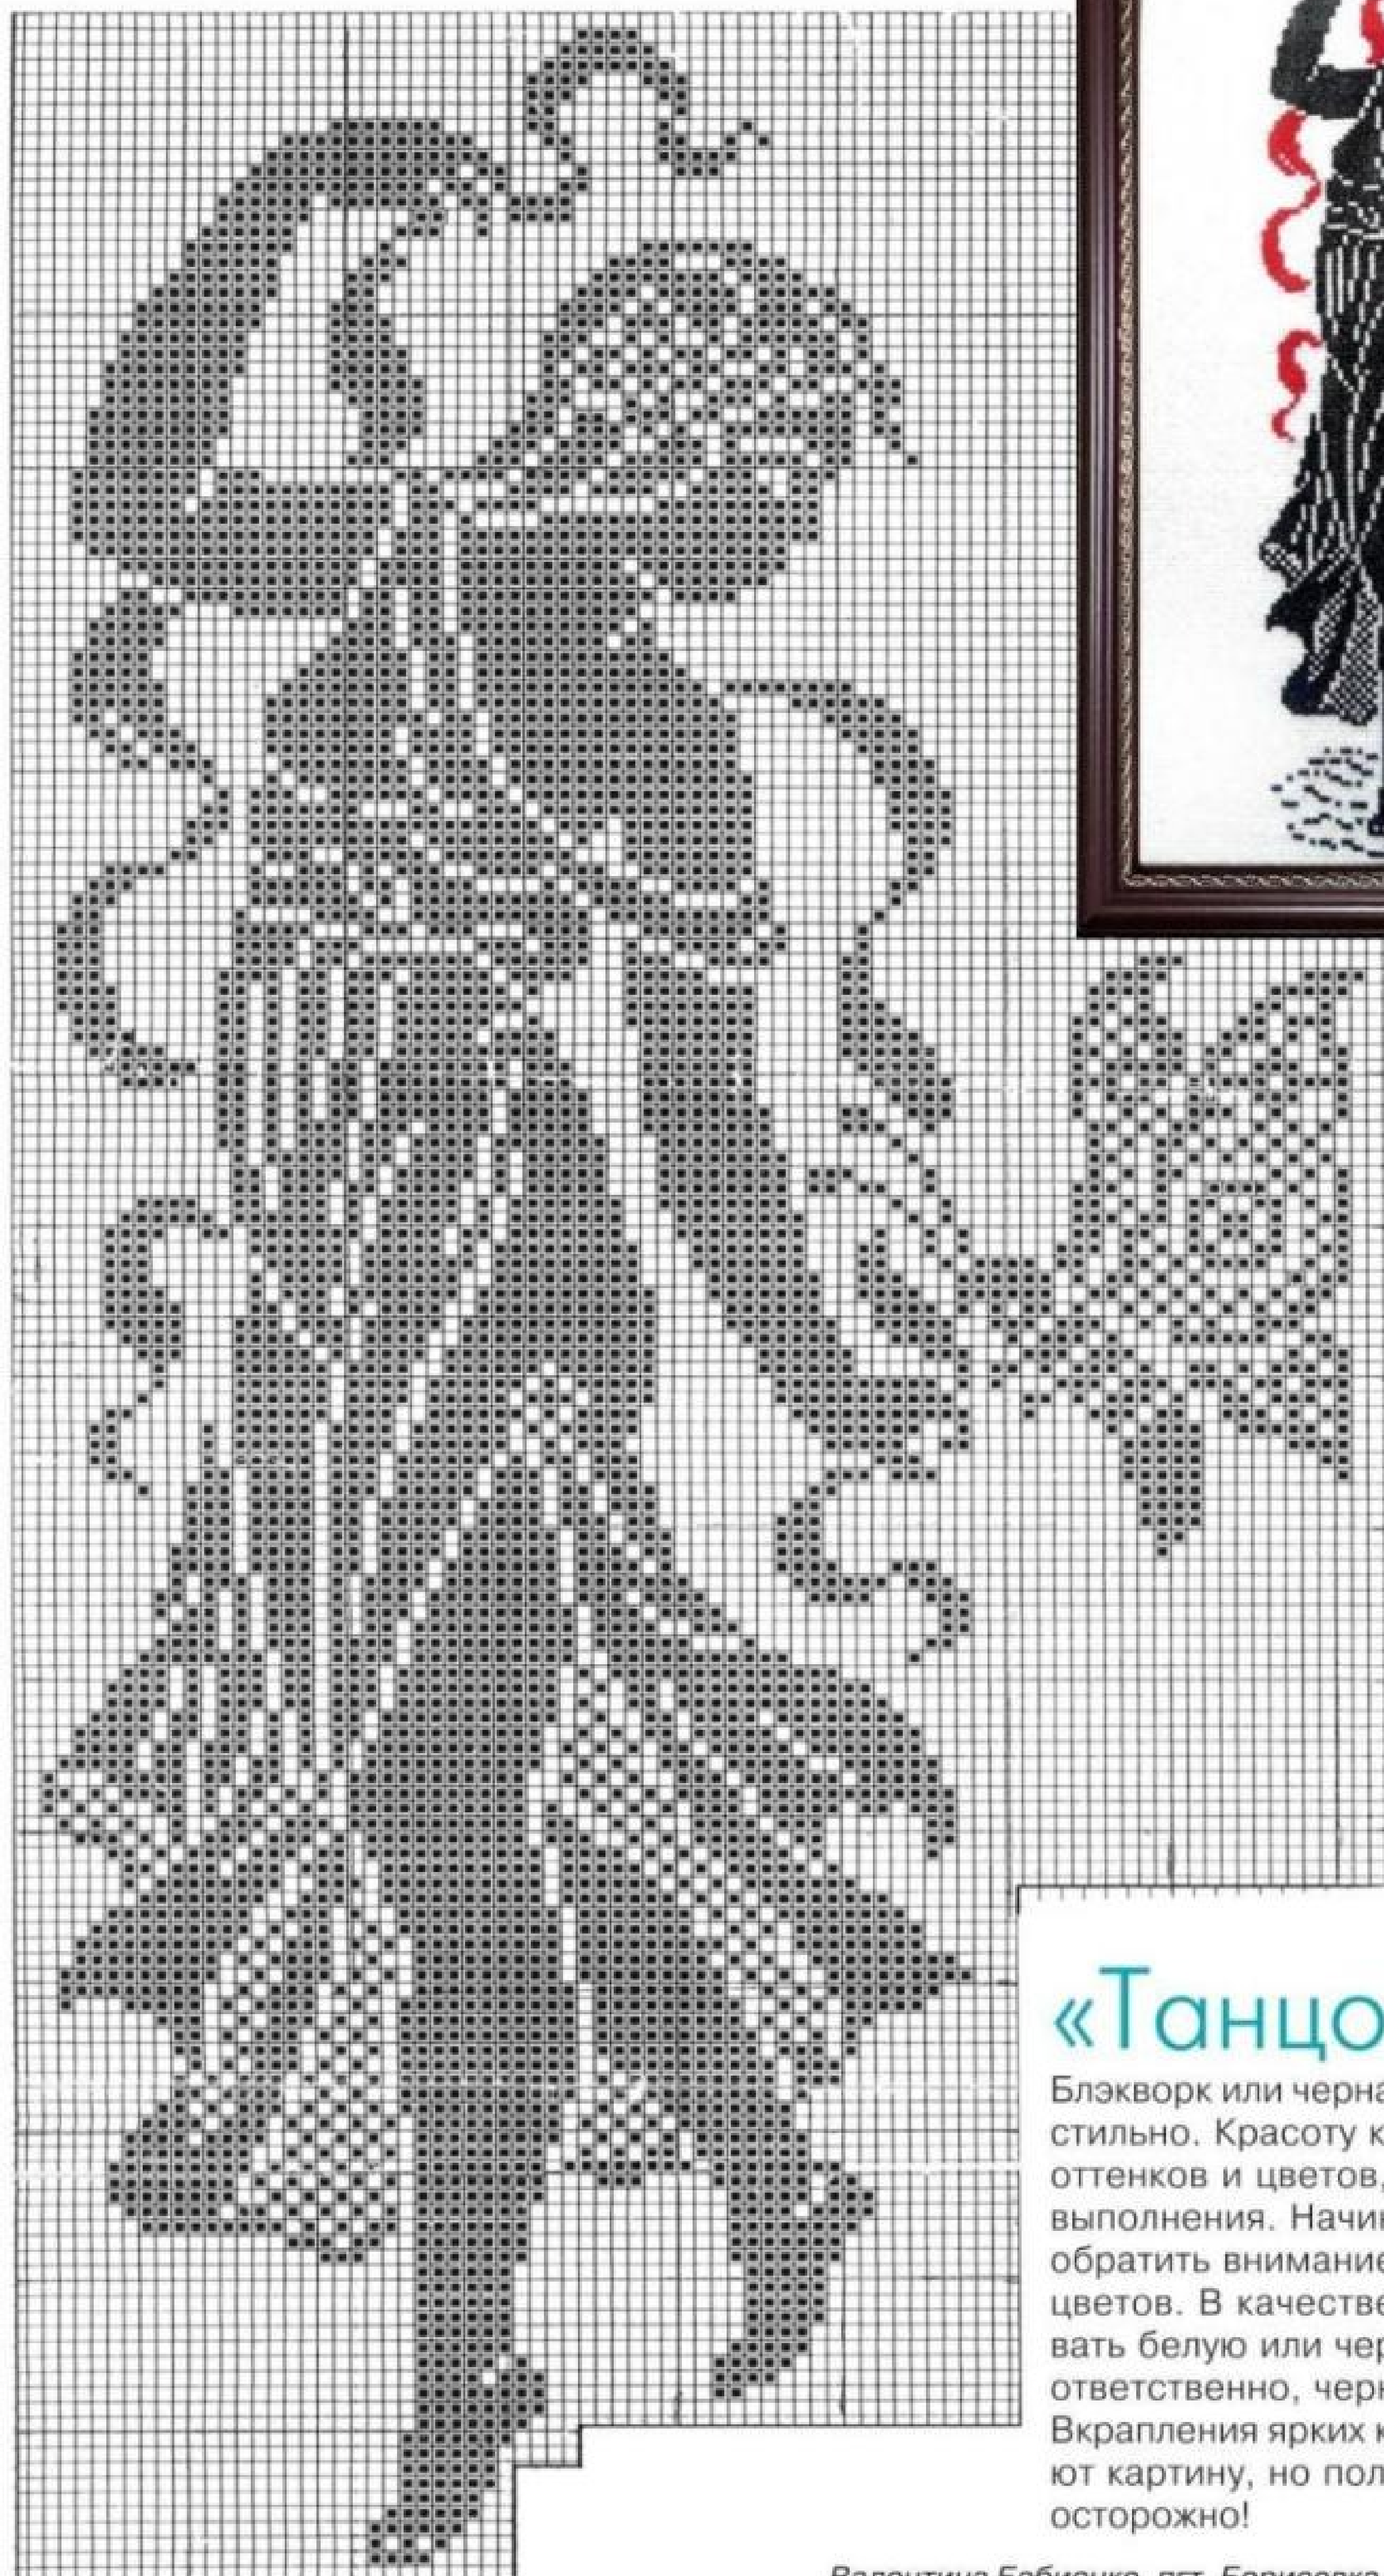 «Танцо
Блэкворк или черна
стильно. Красоту к
оттенков и цветов,
выполнения. Начин
обратить внимание
цветов. В качестве
вать белую или чер
ответственно, черн
Вкрапления ярких к
ют картину, но пол
осторожно!